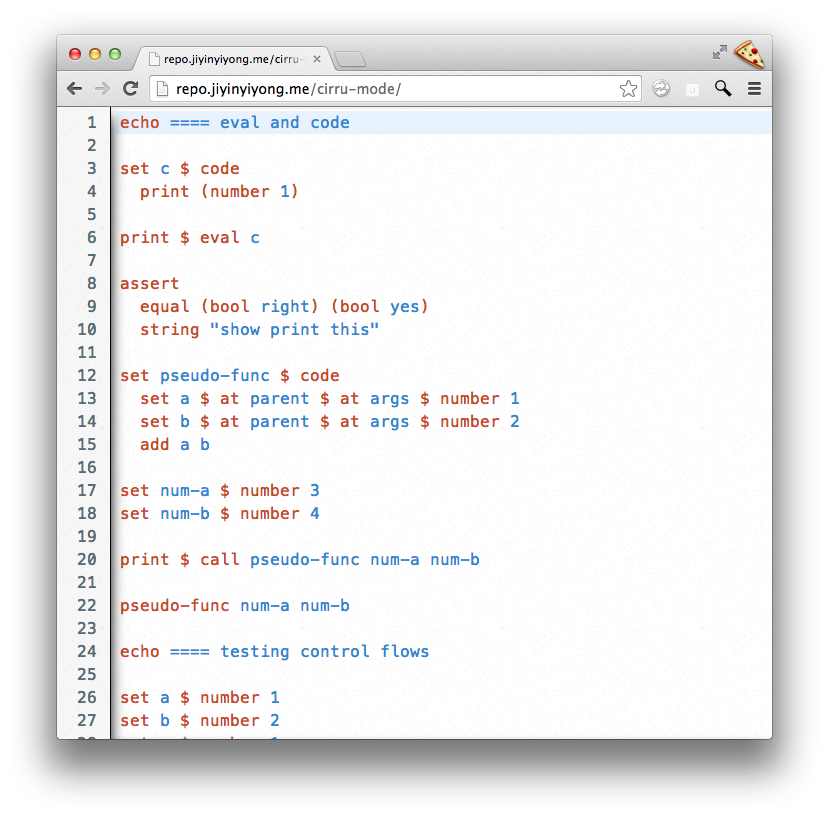 repo.jiyinyiyong.me/cirru-
repo.jiyinyiyong.me/cirru-mode/
1 echo ==== eval and code
2
3 set c $ code
4   print (number 1)
5
6 print $ eval c
7
8 assert
9   equal (bool right) (bool yes)
10   string "show print this"
11
12 set pseudo-func $ code
13   set a $ at parent $ at args $ number 1
14   set b $ at parent $ at args $ number 2
15   add a b
16
17 set num-a $ number 3
18 set num-b $ number 4
19
20 print $ call pseudo-func num-a num-b
21
22 pseudo-func num-a num-b
23
24 echo ==== testing control flows
25
26 set a $ number 1
27 set b $ number 2